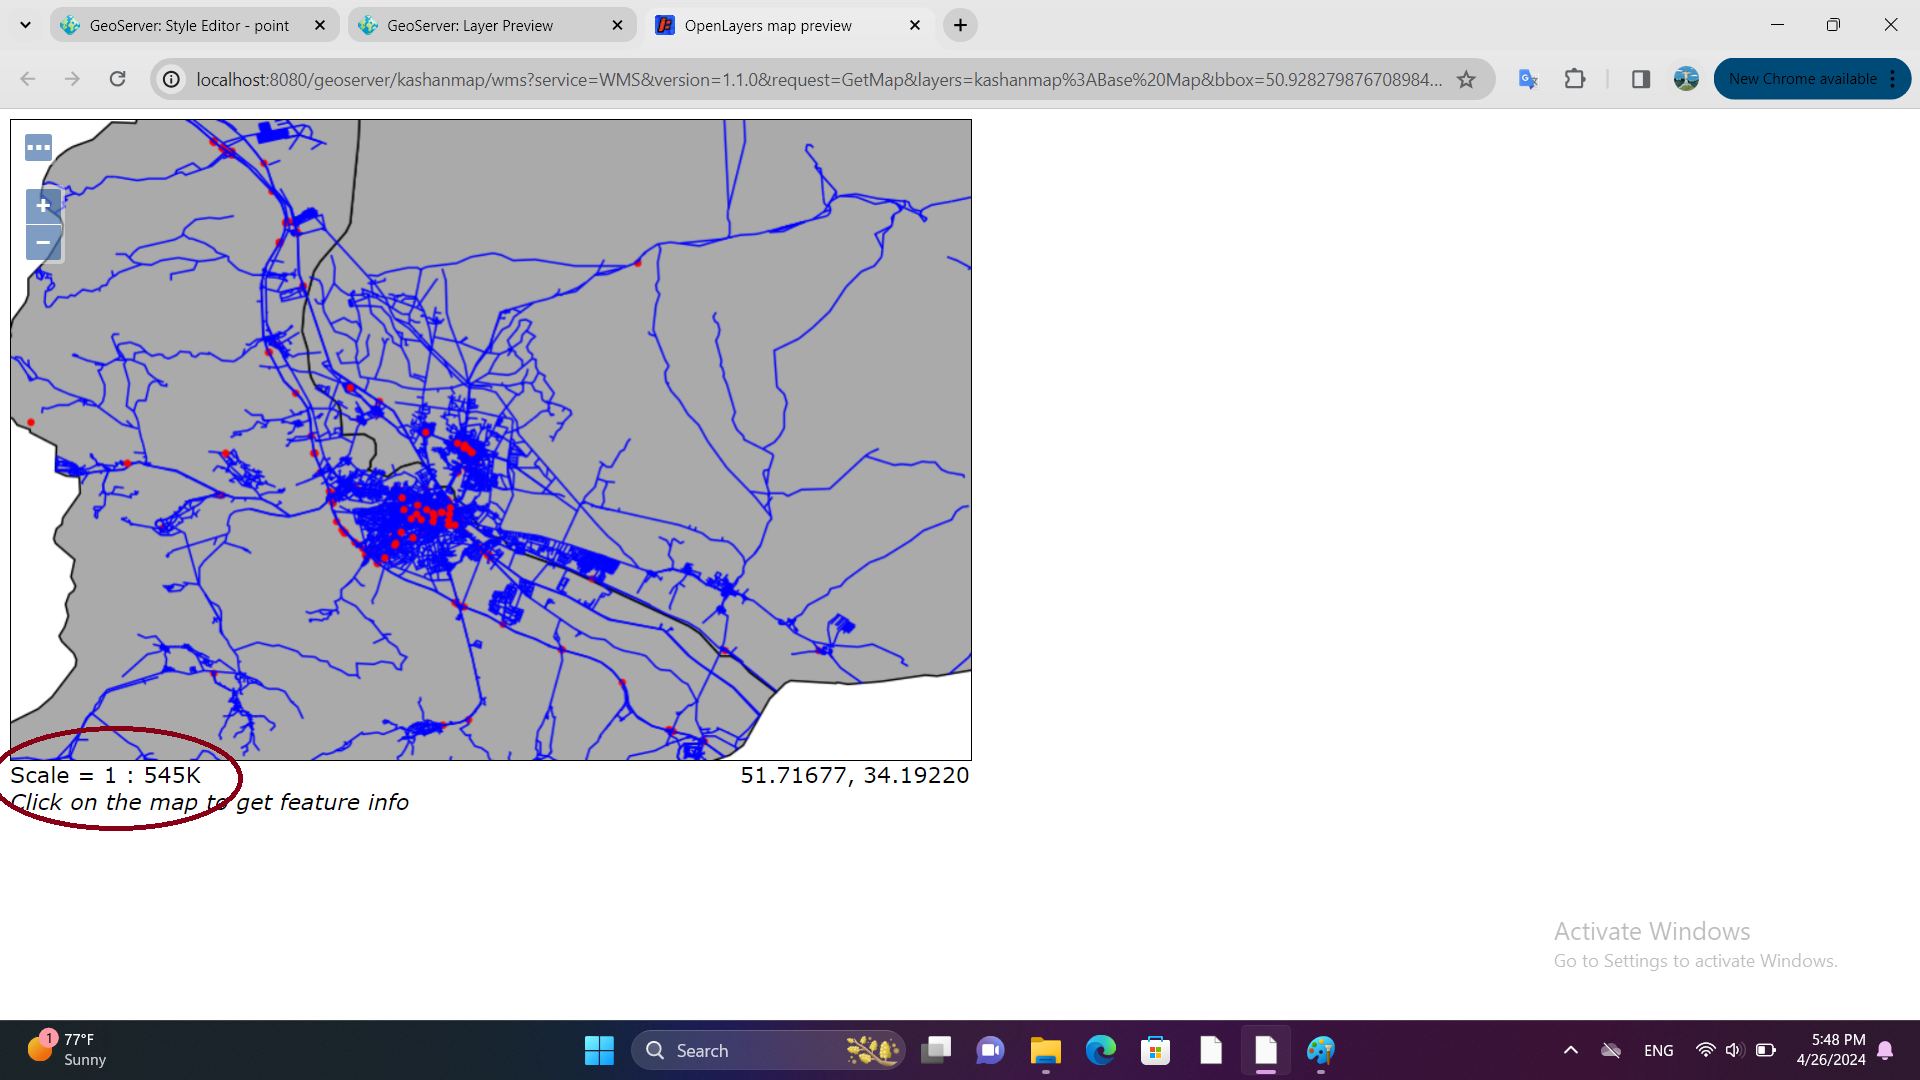 GeoServer: Style Editor - point
GeoServer: Layer Preview
OpenLayers map preview
localhost:8080/geoserver/kashanmap/wms?service=WMS&version=1.1.0&request=GetMap&layers=kashanmap%3ABase%20Map&bbox=50.928279876708984...
New Chrome available
+
−
Scale = 1 : 545K
51.71677, 34.19220
Click on the map to get feature info
Activate Windows
Go to Settings to activate Windows.
1
77°F
Sunny
Search
ENG
5:48 PM
4/26/2024